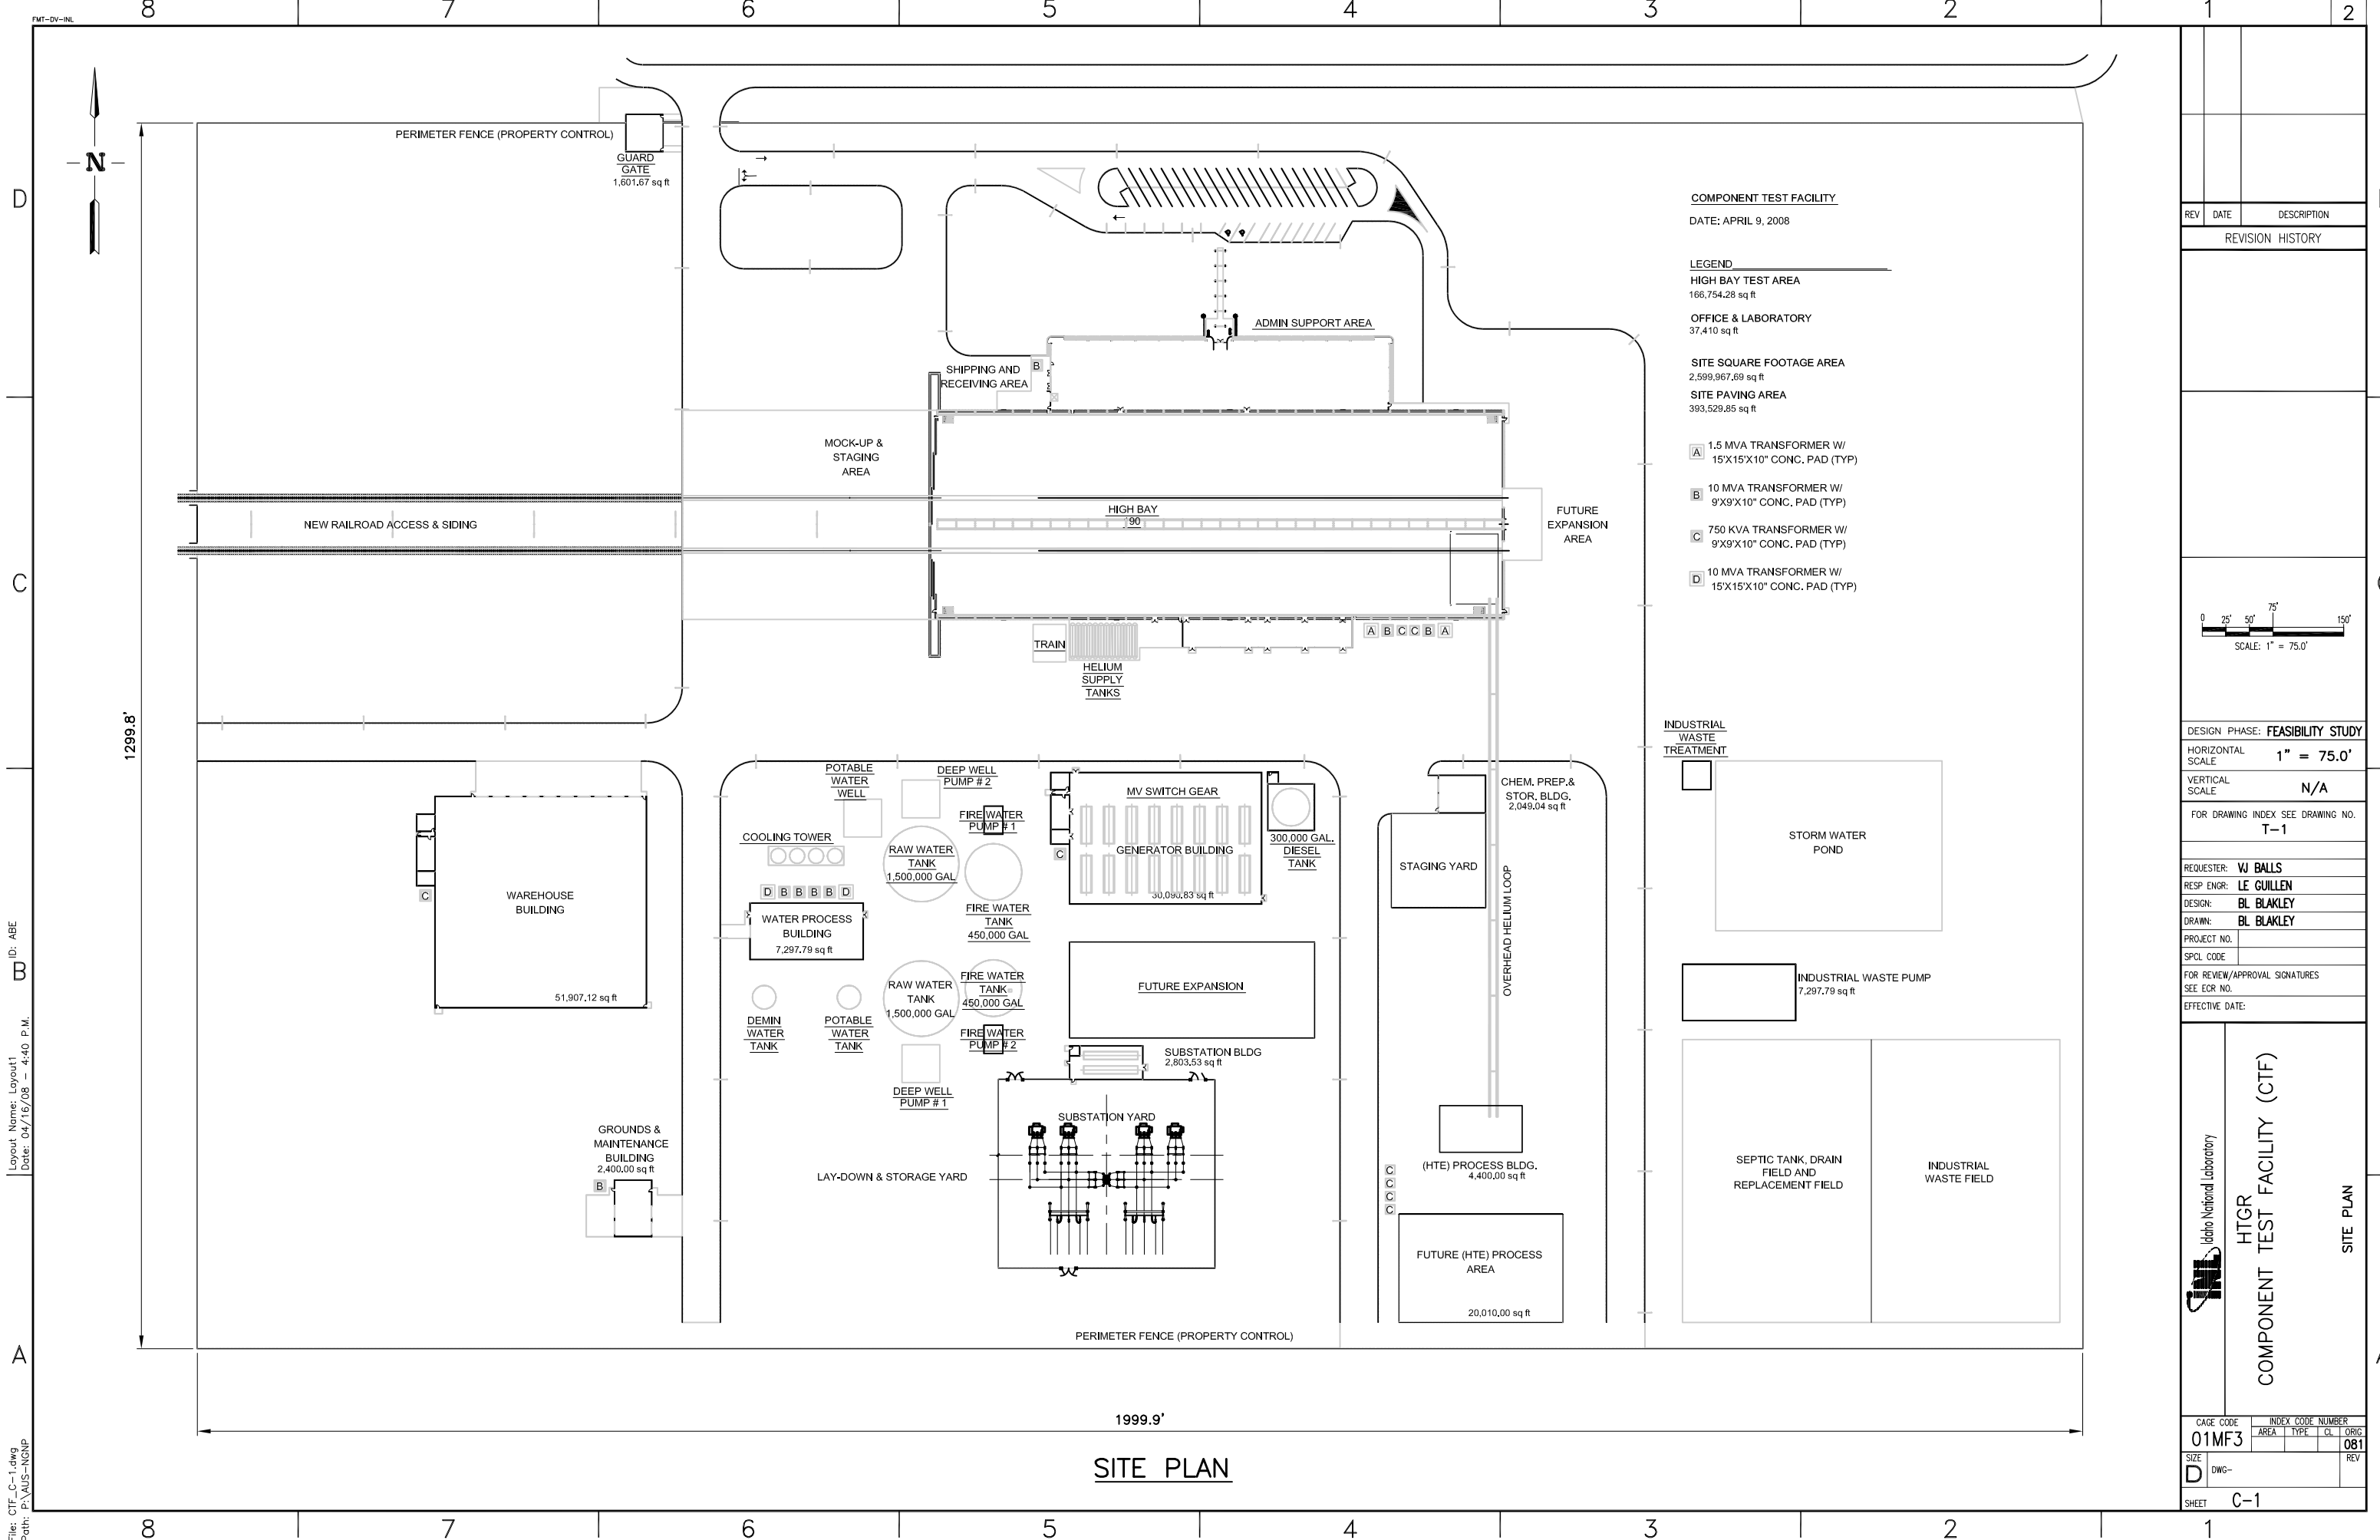 FMT-DV-INL
8 7 6 5 4 3 2 1
2
D
C
B
A
N
PERIMETER FENCE (PROPERTY CONTROL)
GUARD
GATE
1,601.67 sq ft
COMPONENT TEST FACILITY
DATE: APRIL 9, 2008
LEGEND
HIGH BAY TEST AREA
166,754.28 sq ft
OFFICE & LABORATORY
37,410 sq ft
SITE SQUARE FOOTAGE AREA
2,599,967.69 sq ft
SITE PAVING AREA
393,529.85 sq ft
A 1.5 MVA TRANSFORMER W/
15'X15'X10" CONC. PAD (TYP)
B 10 MVA TRANSFORMER W/
9'X9'X10" CONC. PAD (TYP)
C 750 KVA TRANSFORMER W/
9'X9'X10" CONC. PAD (TYP)
D 10 MVA TRANSFORMER W/
15'X15'X10" CONC. PAD (TYP)
ADMIN SUPPORT AREA
SHIPPING AND
RECEIVING AREA
B
MOCK-UP &
STAGING
AREA
NEW RAILROAD ACCESS & SIDING
HIGH BAY
90
FUTURE
EXPANSION
AREA
TRAIN
HELIUM
SUPPLY
TANKS
A B C C B A
1299.8'
INDUSTRIAL
WASTE
TREATMENT
POTABLE
WATER
WELL
DEEP WELL
PUMP # 2
FIRE WATER
PUMP # 1
COOLING TOWER
RAW WATER
TANK
1,500,000 GAL
D B B B B D
WATER PROCESS
BUILDING
7,297.79 sq ft
FIRE WATER
TANK
450,000 GAL
MV SWITCH GEAR
GENERATOR BUILDING
30,090.83 sq ft
C
300,000 GAL.
DIESEL
TANK
CHEM. PREP.&
STOR. BLDG.
2,049.04 sq ft
STAGING YARD
OVERHEAD HELIUM LOOP
STORM WATER
POND
WAREHOUSE
BUILDING
51,907.12 sq ft
C
DEMIN
WATER
TANK
POTABLE
WATER
TANK
RAW WATER
TANK
1,500,000 GAL
FIRE WATER
TANK
450,000 GAL
FIRE WATER
PUMP # 2
DEEP WELL
PUMP # 1
FUTURE EXPANSION
SUBSTATION BLDG
2,803.53 sq ft
SUBSTATION YARD
LAY-DOWN & STORAGE YARD
INDUSTRIAL WASTE PUMP
7,297.79 sq ft
GROUNDS &
MAINTENANCE
BUILDING
2,400.00 sq ft
B
(HTE) PROCESS BLDG.
4,400.00 sq ft
C
C
C
C
FUTURE (HTE) PROCESS
AREA
20,010.00 sq ft
SEPTIC TANK, DRAIN
FIELD AND
REPLACEMENT FIELD
INDUSTRIAL
WASTE FIELD
PERIMETER FENCE (PROPERTY CONTROL)
1999.9'
SITE PLAN
REV DATE DESCRIPTION
REVISION HISTORY
0 25' 50' 75' 150'
SCALE: 1" = 75.0'
DESIGN PHASE: FEASIBILITY STUDY
HORIZONTAL
SCALE 1" = 75.0'
VERTICAL
SCALE N/A
FOR DRAWING INDEX SEE DRAWING NO.
T-1
REQUESTER: VJ BALLS
RESP ENGR: LE GUILLEN
DESIGN: BL BLAKLEY
DRAWN: BL BLAKLEY
PROJECT NO.
SPCL CODE
FOR REVIEW/APPROVAL SIGNATURES
SEE ECR NO.
EFFECTIVE DATE:
INL
Idaho National Laboratory
HTGR
COMPONENT TEST FACILITY (CTF)
SITE PLAN
CAGE CODE
01MF3
INDEX CODE NUMBER
AREA TYPE CL ORIG
081
SIZE
D
DWG-
REV
SHEET C-1
ID: ABE
Layout Name: Layout1
Date: 04/16/08 - 4:40 P.M.
File: CTF_C-1.dwg
Path: P:\AUS-NGNP
8 7 6 5 4 3 2 1